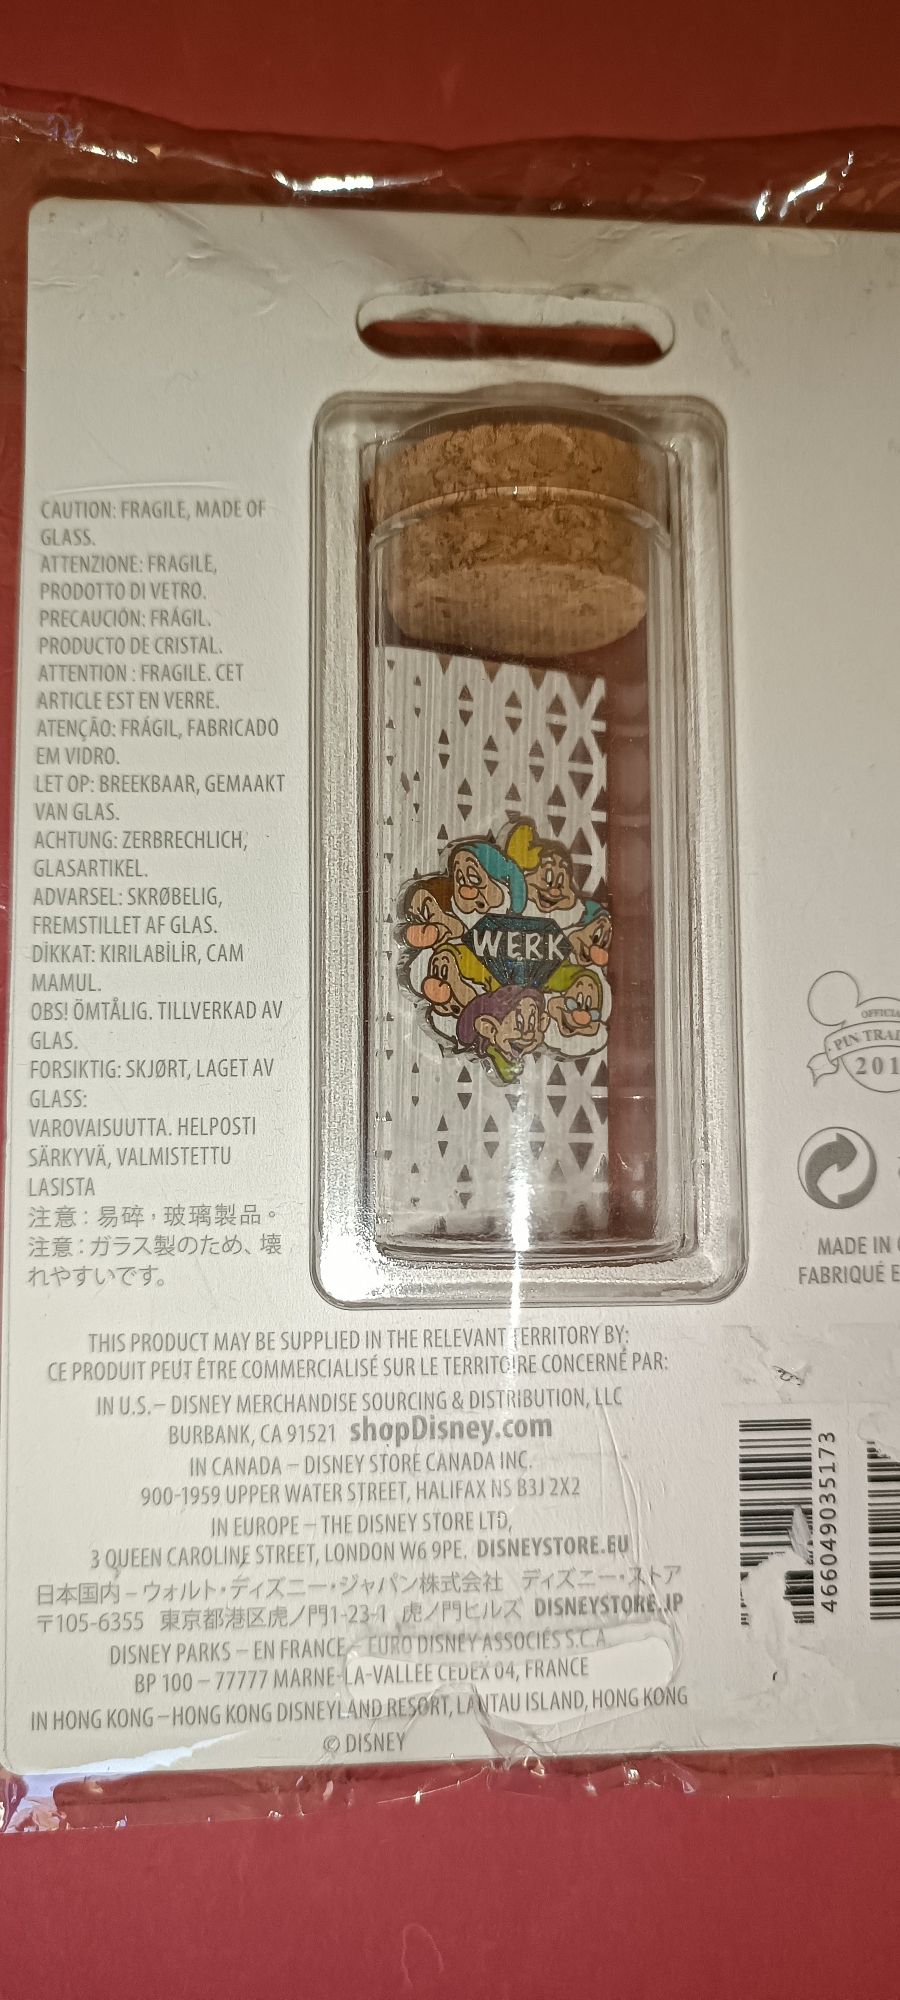 CAUTION: FRAGILE, MADE OF
GLASS.
ATTENZIONE: FRAGILE,
PRODOTTO DI VETRO.
PRECAUCIÓN: FRÁGIL.
PRODUCTO DE CRISTAL.
ATTENTION : FRAGILE. CET
ARTICLE EST EN VERRE.
ATENÇÃO: FRÁGIL, FABRICADO
EM VIDRO.
LET OP: BREEKBAAR, GEMAAKT
VAN GLAS.
ACHTUNG: ZERBRECHLICH,
GLASARTIKEL.
ADVARSEL: SKRØBELIG,
FREMSTILLET AF GLAS.
DİKKAT: KIRILABİLİR, CAM
MAMUL.
OBS! ÖMTÅLIG. TILLVERKAD AV
GLAS.
FORSIKTIG: SKJØRT, LAGET AV
GLASS:
VAROVAISUUTTA. HELPOSTI
SÄRKYVÄ, VALMISTETTU
LASISTA
注意：易碎，玻璃製品。
注意：ガラス製のため、壊
れやすいです。
WERK
OFFICIA
PIN TRAD
201
MADE IN
FABRIQUÉ E
THIS PRODUCT MAY BE SUPPLIED IN THE RELEVANT TERRITORY BY:
CE PRODUIT PEUT ÊTRE COMMERCIALISÉ SUR LE TERRITOIRE CONCERNÉ PAR:
IN U.S.– DISNEY MERCHANDISE SOURCING & DISTRIBUTION, LLC
BURBANK, CA 91521 shopDisney.com
IN CANADA – DISNEY STORE CANADA INC.
900-1959 UPPER WATER STREET, HALIFAX NS B3J 2X2
IN EUROPE – THE DISNEY STORE LTD,
3 QUEEN CAROLINE STREET, LONDON W6 9PE. DISNEYSTORE.EU
日本国内 – ウォルト・ディズニー・ジャパン株式会社 ディズニー・ストア
〒105-6355 東京都港区虎ノ門1-23-1 虎ノ門ヒルズ DISNEYSTORE.JP
DISNEY PARKS – EN FRANCE – EURO DISNEY ASSOCIÉS S.C.A.
BP 100 – 77777 MARNE-LA-VALLÉE CEDEX 04, FRANCE
IN HONG KONG – HONG KONG DISNEYLAND RESORT, LANTAU ISLAND, HONG KONG
© DISNEY
466049035173